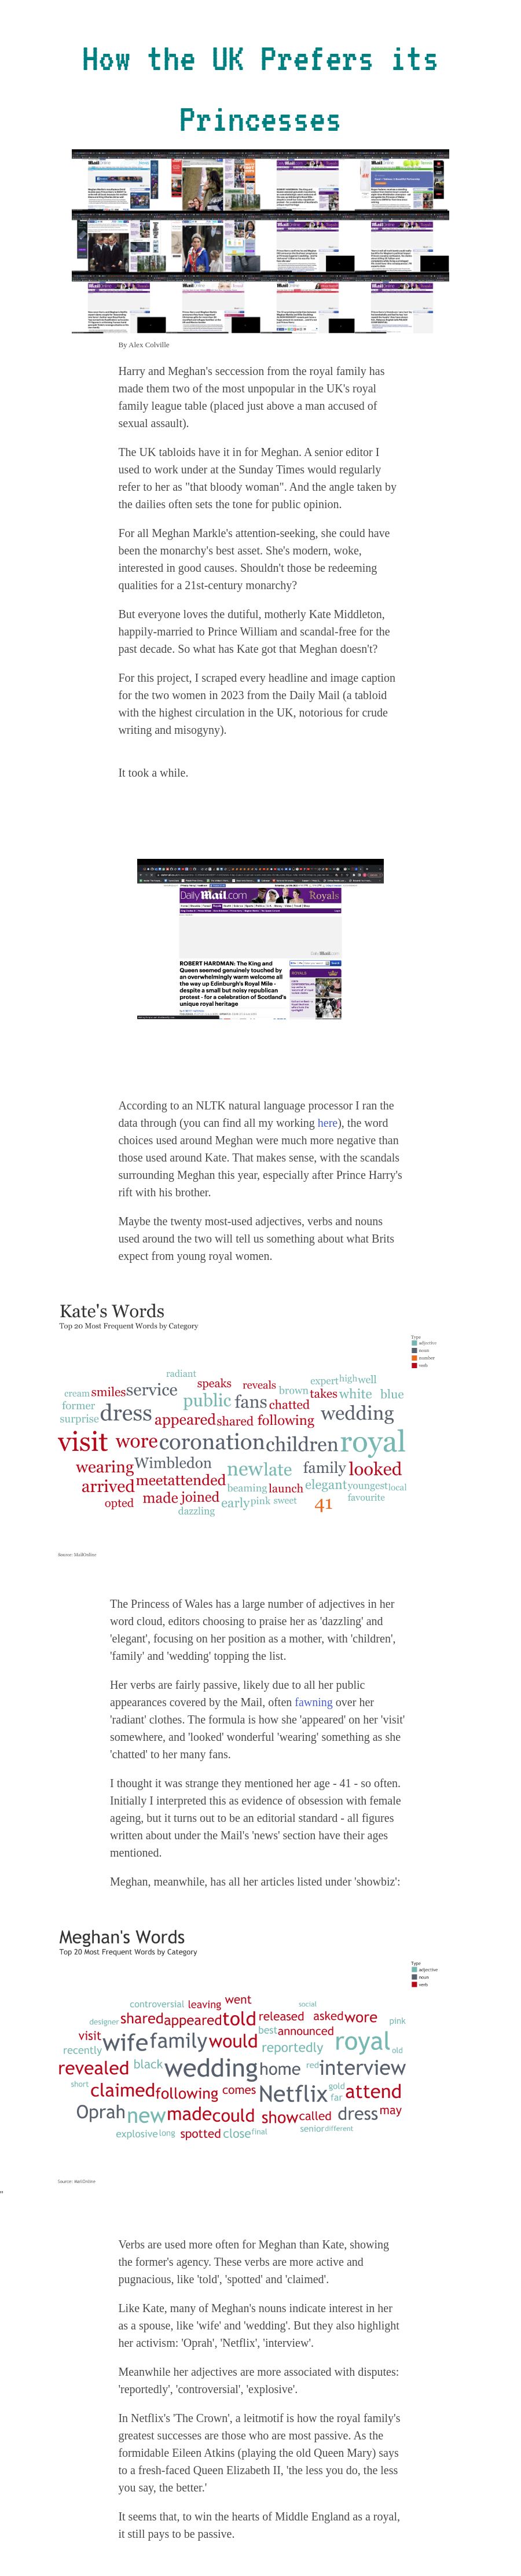 How the UK Prefers its
Princesses
By Alex Colville
Harry and Meghan's seccession from the royal family has
made them two of the most unpopular in the UK's royal
family league table (placed just above a man accused of
sexual assault).
The UK tabloids have it in for Meghan. A senior editor I
used to work under at the Sunday Times would regularly
refer to her as "that bloody woman". And the angle taken by
the dailies often sets the tone for public opinion.
For all Meghan Markle's attention-seeking, she could have
been the monarchy's best asset. She's modern, woke,
interested in good causes. Shouldn't those be redeeming
qualities for a 21st-century monarchy?
But everyone loves the dutiful, motherly Kate Middleton,
happily-married to Prince William and scandal-free for the
past decade. So what has Kate got that Meghan doesn't?
For this project, I scraped every headline and image caption
for the two women in 2023 from the Daily Mail (a tabloid
with the highest circulation in the UK, notorious for crude
writing and misogyny).
It took a while.
DailyMail.com Royals
DailyMail.com
ROBERT HARDMAN: The King and
Queen seemed genuinely touched by
an overwhelmingly warm welcome all
the way up Edinburgh's Royal Mile -
despite a small but noisy republican
protest - for a celebration of Scotland's
unique royal heritage
ROYALS
According to an NLTK natural language processor I ran the
data through (you can find all my working here), the word
choices used around Meghan were much more negative than
those used around Kate. That makes sense, with the scandals
surrounding Meghan this year, especially after Prince Harry's
rift with his brother.
Maybe the twenty most-used adjectives, verbs and nouns
used around the two will tell us something about what Brits
expect from young royal women.
Kate's Words
Top 20 Most Frequent Words by Category
Type
adjective
noun
number
verb
radiant
speaks reveals expert high well
cream smiles service brown takes white blue
former public fans chatted
surprise dress appeared shared following wedding
visit wore coronation children royal
wearing Wimbledon new late family looked
arrived meet attended beaming launch elegant youngest local
opted made joined early pink sweet 41 favourite
dazzling
Source: MailOnline
The Princess of Wales has a large number of adjectives in her
word cloud, editors choosing to praise her as 'dazzling' and
'elegant', focusing on her position as a mother, with 'children',
'family' and 'wedding' topping the list.
Her verbs are fairly passive, likely due to all her public
appearances covered by the Mail, often fawning over her
'radiant' clothes. The formula is how she 'appeared' on her 'visit'
somewhere, and 'looked' wonderful 'wearing' something as she
'chatted' to her many fans.
I thought it was strange they mentioned her age - 41 - so often.
Initially I interpreted this as evidence of obsession with female
ageing, but it turns out to be an editorial standard - all figures
written about under the Mail's 'news' section have their ages
mentioned.
Meghan, meanwhile, has all her articles listed under 'showbiz':
Meghan's Words
Top 20 Most Frequent Words by Category
Type
adjective
noun
verb
controversial leaving went social
designer shared appeared told released asked wore pink
visit wife family would best announced royal
recently reportedly old
revealed black wedding home red interview
short claimed following comes Netflix gold far attend
Oprah new made could show called dress may
explosive long spotted close final senior different
Source: MailOnline
"
Verbs are used more often for Meghan than Kate, showing
the former's agency. These verbs are more active and
pugnacious, like 'told', 'spotted' and 'claimed'.
Like Kate, many of Meghan's nouns indicate interest in her
as a spouse, like 'wife' and 'wedding'. But they also highlight
her activism: 'Oprah', 'Netflix', 'interview'.
Meanwhile her adjectives are more associated with disputes:
'reportedly', 'controversial', 'explosive'.
In Netflix's 'The Crown', a leitmotif is how the royal family's
greatest successes are those who are most passive. As the
formidable Eileen Atkins (playing the old Queen Mary) says
to a fresh-faced Queen Elizabeth II, 'the less you do, the less
you say, the better.'
It seems that, to win the hearts of Middle England as a royal,
it still pays to be passive.